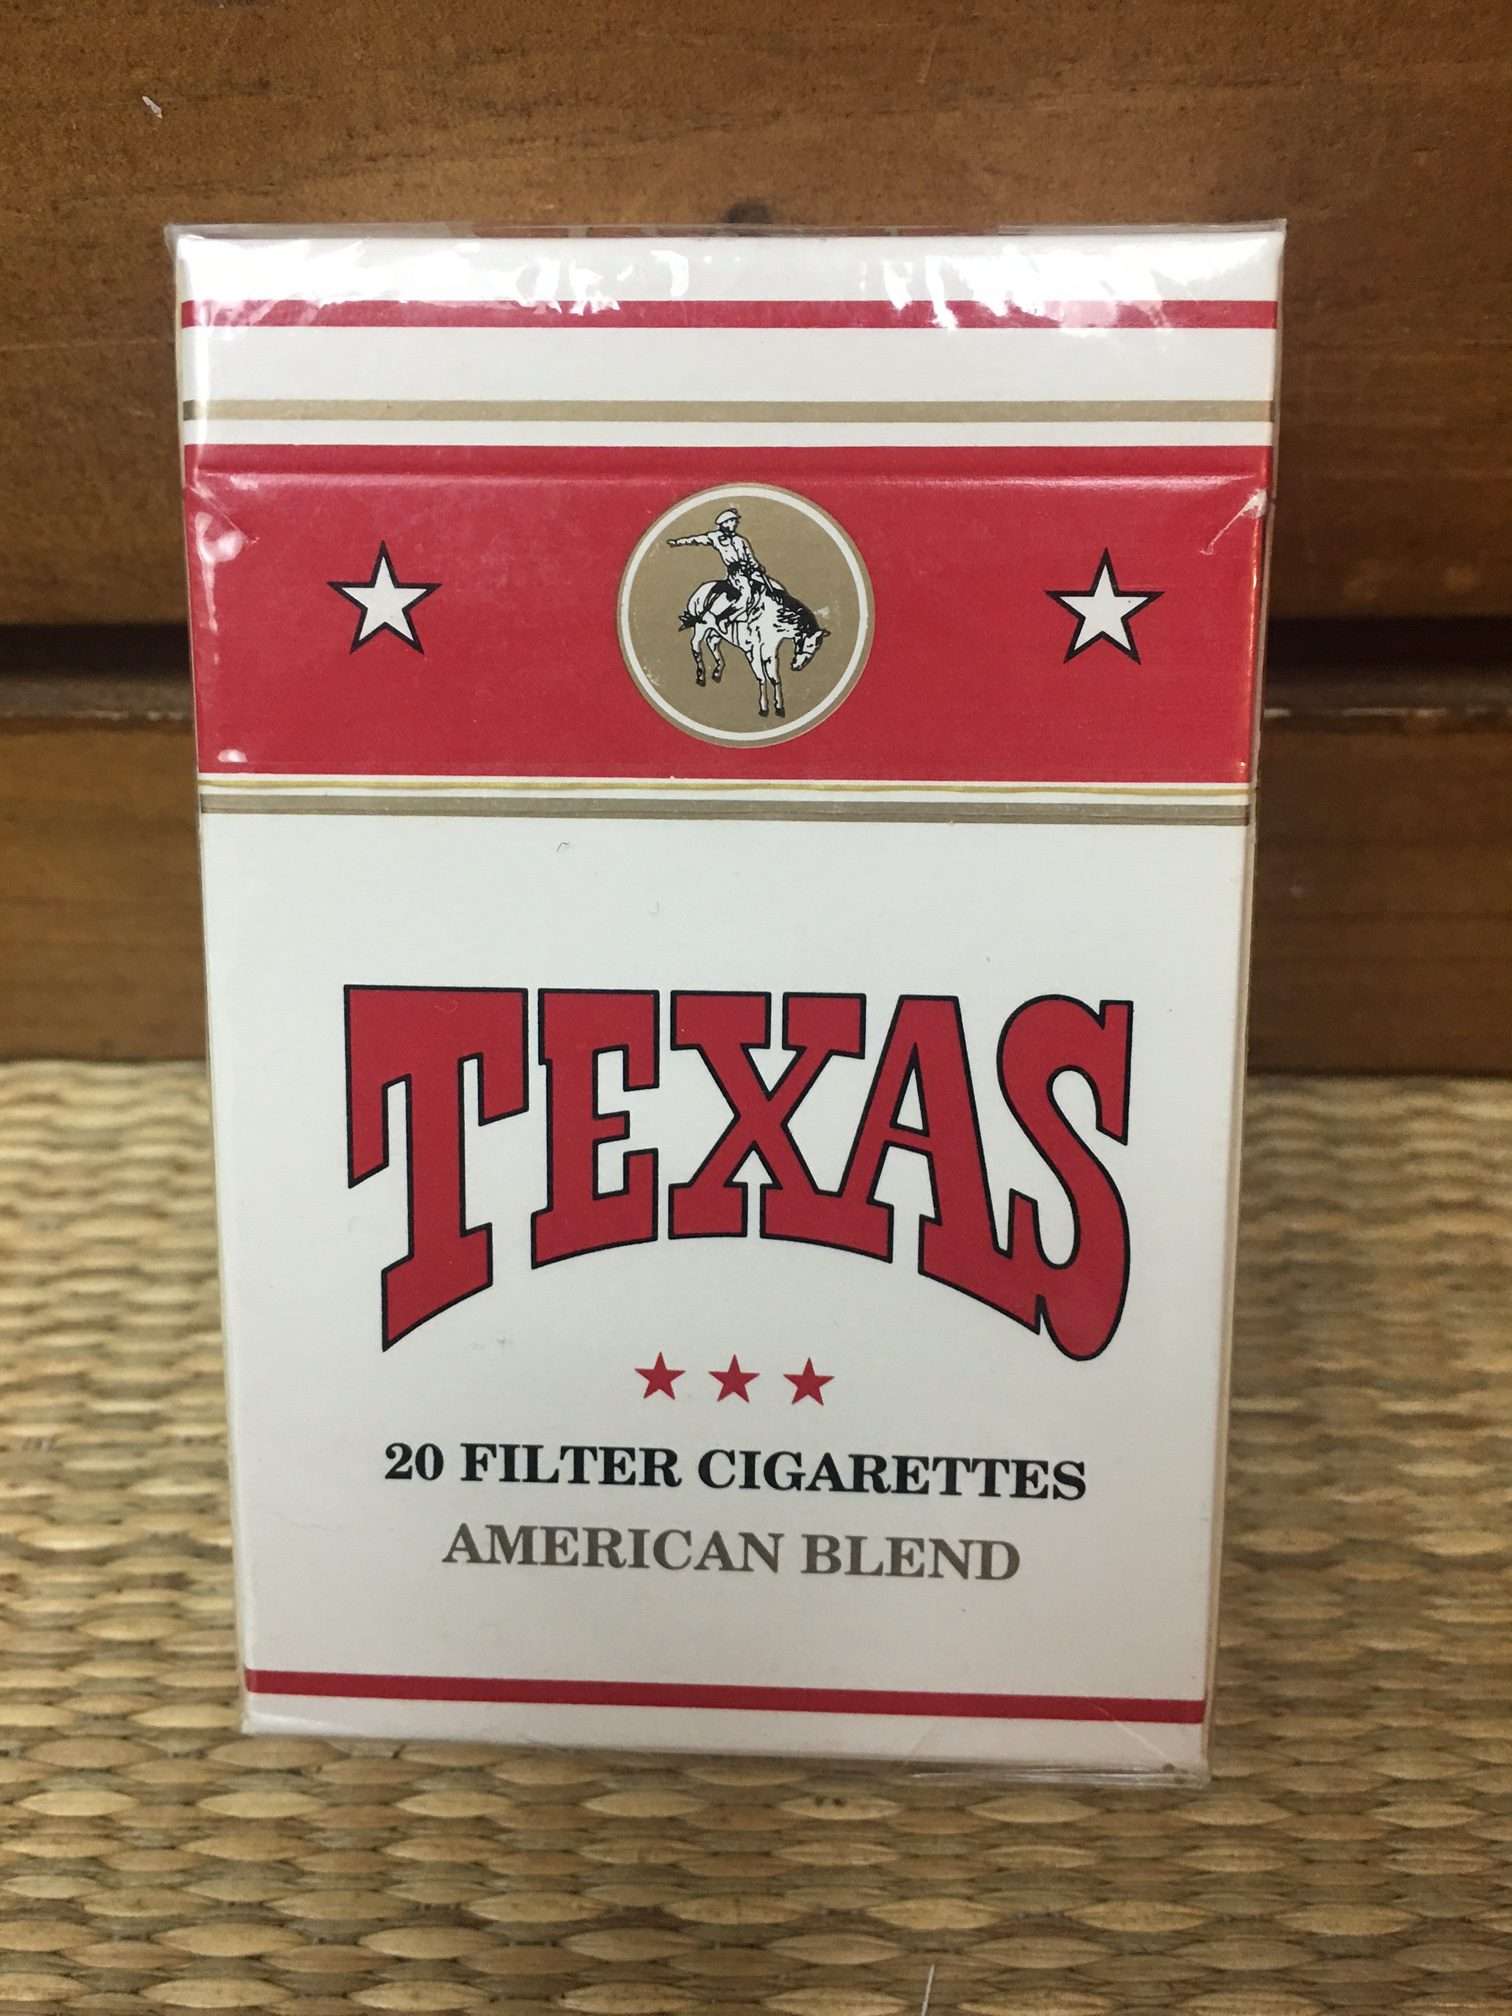 TEXAS
20 FILTER CIGARETTES
AMERICAN BLEND